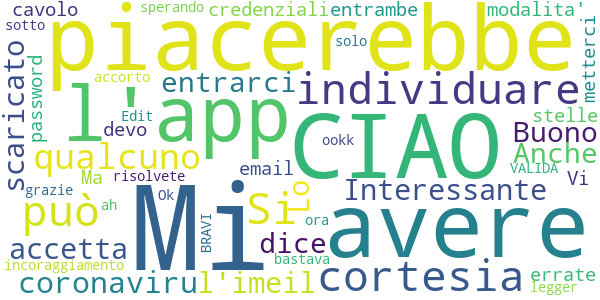 cavolo sperando credenziali entrambe modalita'
sotto piacerebbe solo metterci
scaricato password accorto entrarci individuare
l'app Edit stelle
devo CIAO Buono
qualcuno ookk Anche
Ma risolvete email VALIDA
grazie Mi Ok Si Lo Interessante Vi
può ah BRAVI ora avere
accetta dice
incoraggiamento bastava cortesia errate
coronaviru l'imeil legger